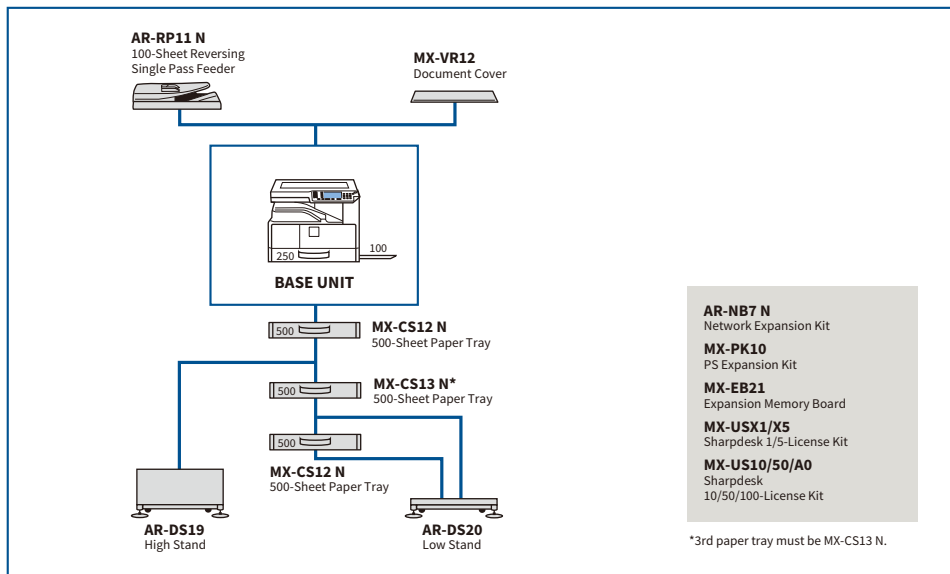 AR-RP11 N
100-Sheet Reversing
Single Pass Feeder
MX-VR12
Document Cover
250
100
BASE UNIT
500
MX-CS12 N
500-Sheet Paper Tray
500
MX-CS13 N*
500-Sheet Paper Tray
500
MX-CS12 N
500-Sheet Paper Tray
AR-DS19
High Stand
AR-DS20
Low Stand
AR-NB7 N
Network Expansion Kit
MX-PK10
PS Expansion Kit
MX-EB21
Expansion Memory Board
MX-USX1/X5
Sharpdesk 1/5-License Kit
MX-US10/50/A0
Sharpdesk
10/50/100-License Kit
*3rd paper tray must be MX-CS13 N.